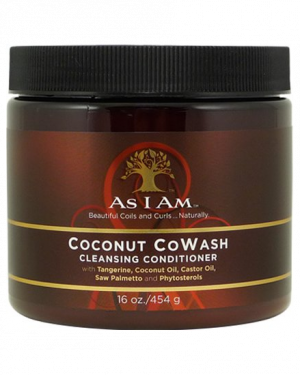 AS I AM™
Beautiful Coils and Curls...Naturally.
COCONUT COWASH
CLEANSING CONDITIONER
with Tangerine, Coconut Oil, Castor Oil,
Saw Palmetto and Phytosterols
16 oz./454 g